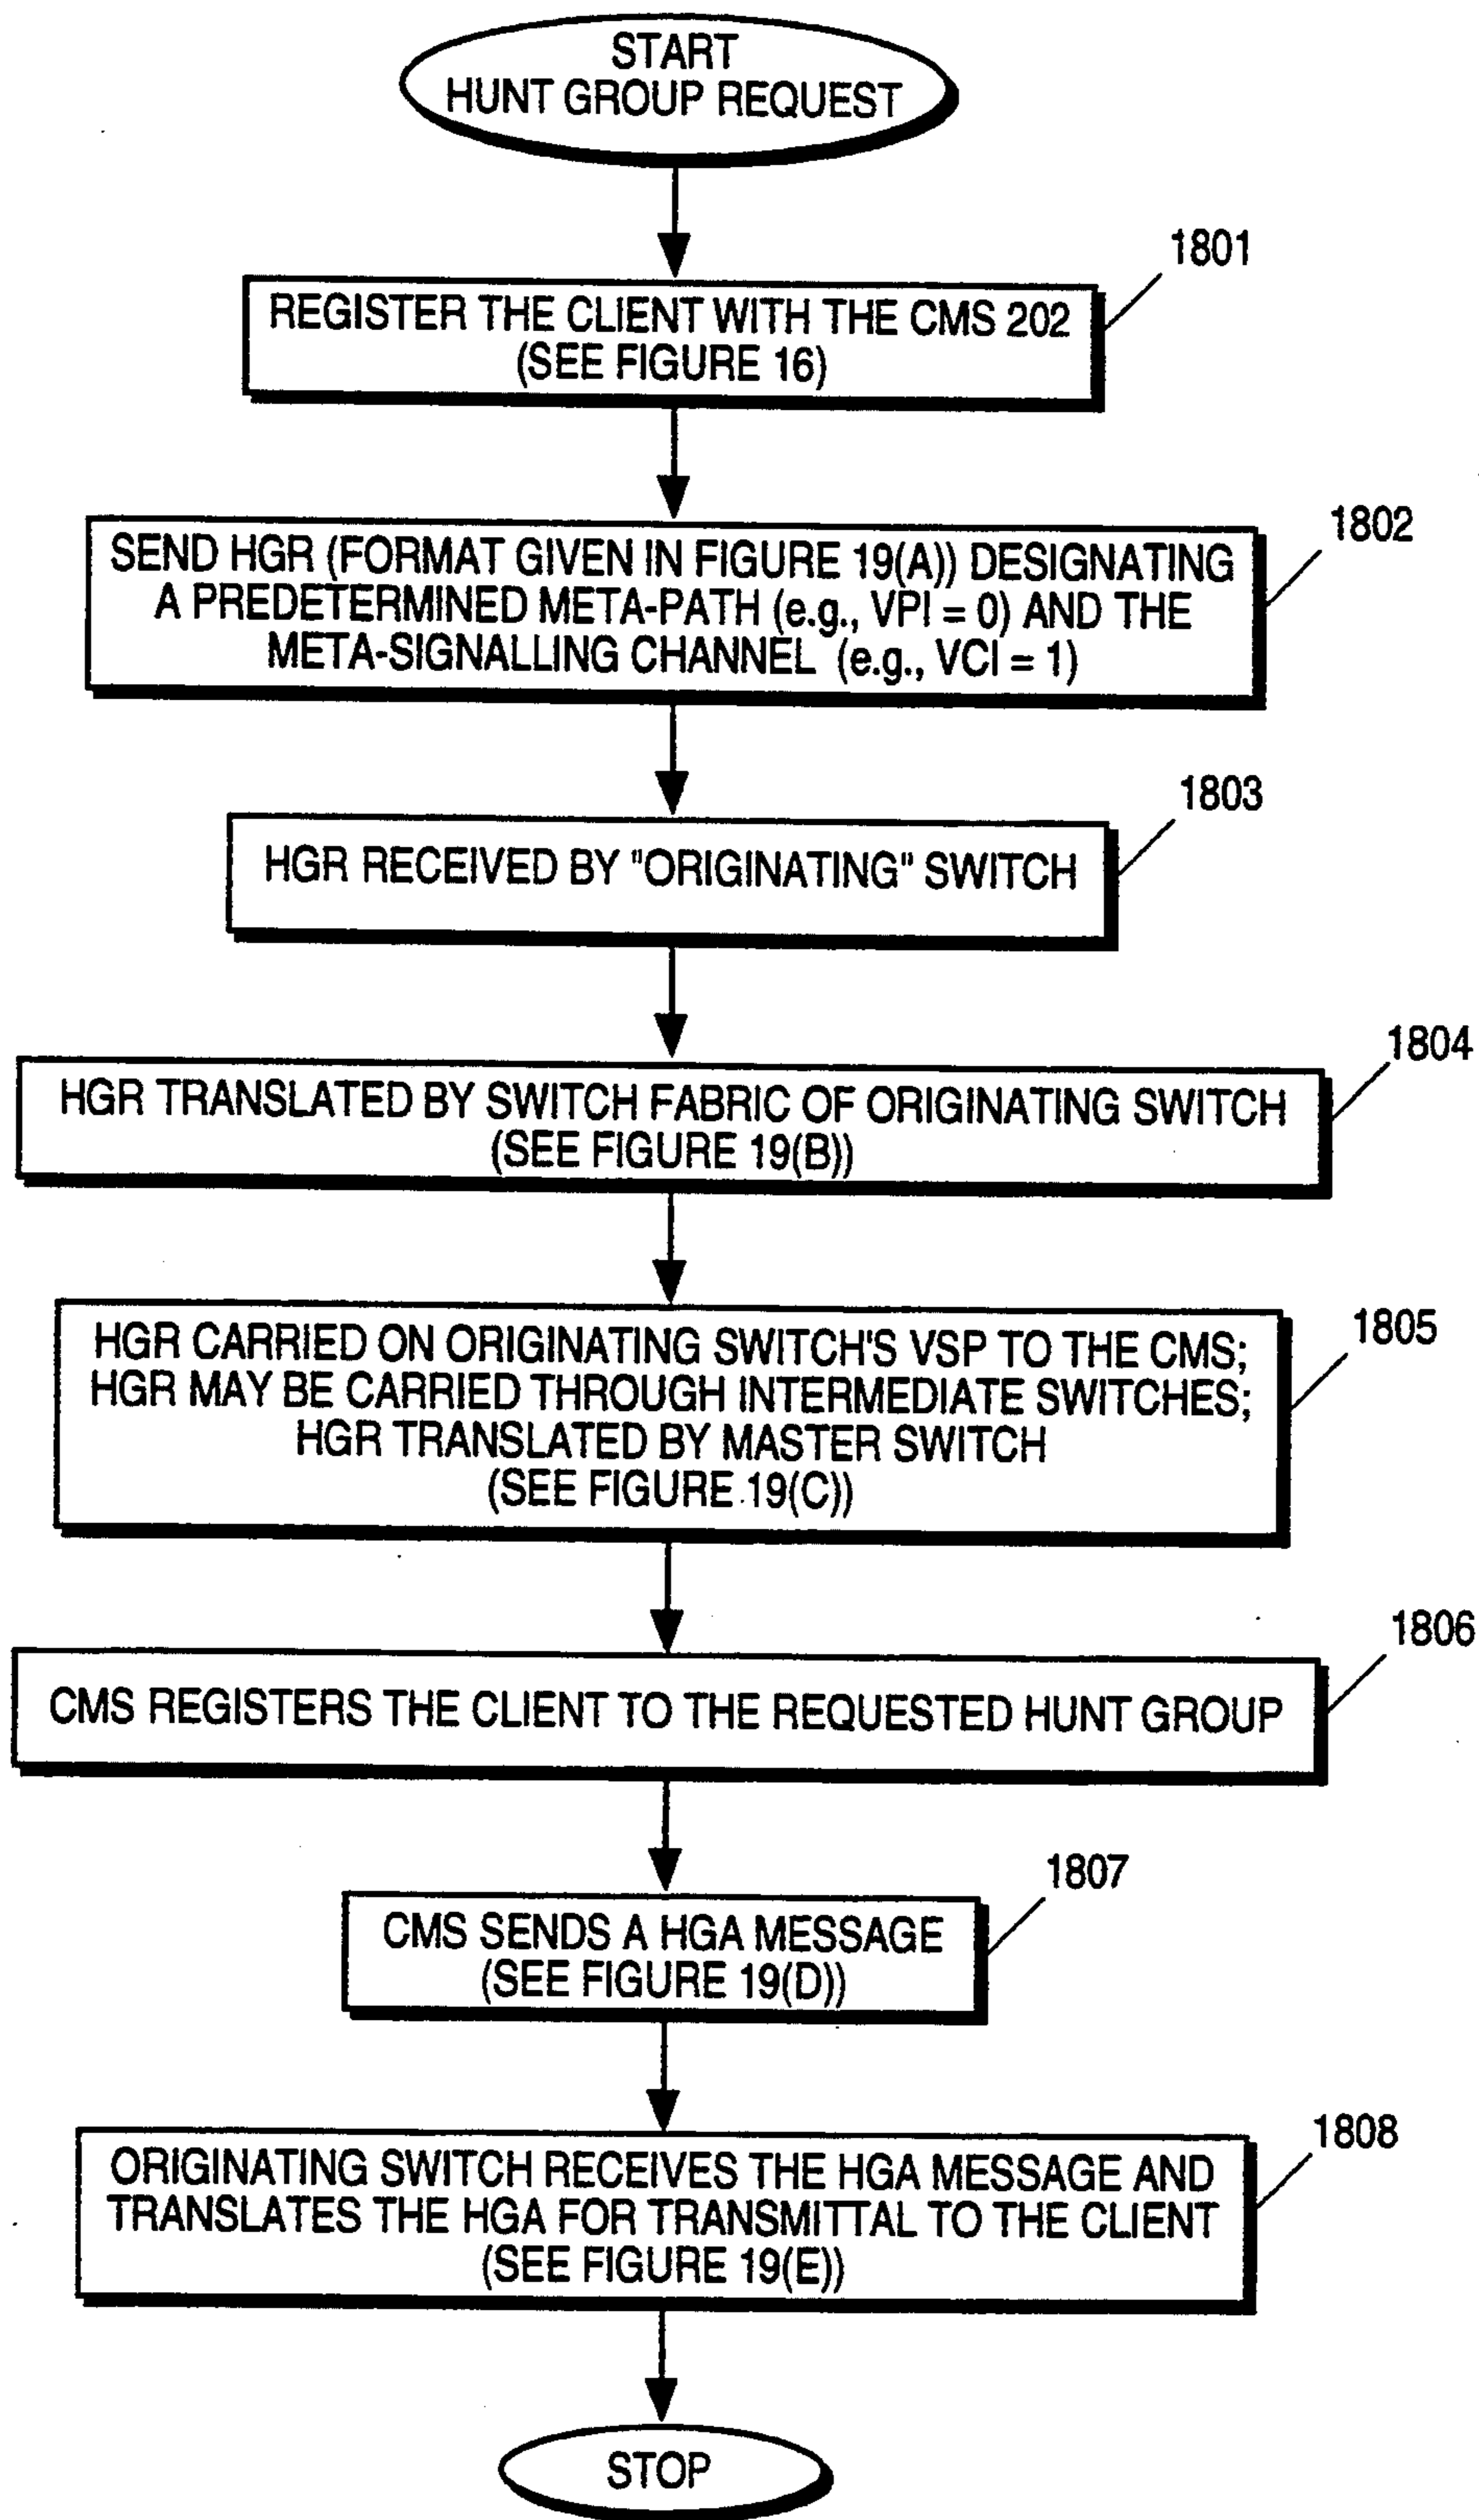 START
HUNT GROUP REQUEST
1801
REGISTER THE CLIENT WITH THE CMS 202
(SEE FIGURE 16)
1802
SEND HGR (FORMAT GIVEN IN FIGURE 19(A)) DESIGNATING
A PREDETERMINED META-PATH (e.g., VPI = 0) AND THE
META-SIGNALLING CHANNEL (e.g., VCI = 1)
1803
HGR RECEIVED BY "ORIGINATING" SWITCH
1804
HGR TRANSLATED BY SWITCH FABRIC OF ORIGINATING SWITCH
(SEE FIGURE 19(B))
1805
HGR CARRIED ON ORIGINATING SWITCH'S VSP TO THE CMS;
HGR MAY BE CARRIED THROUGH INTERMEDIATE SWITCHES;
HGR TRANSLATED BY MASTER SWITCH
(SEE FIGURE 19(C))
1806
CMS REGISTERS THE CLIENT TO THE REQUESTED HUNT GROUP
1807
CMS SENDS A HGA MESSAGE
(SEE FIGURE 19(D))
1808
ORIGINATING SWITCH RECEIVES THE HGA MESSAGE AND
TRANSLATES THE HGA FOR TRANSMITTAL TO THE CLIENT
(SEE FIGURE 19(E))
STOP